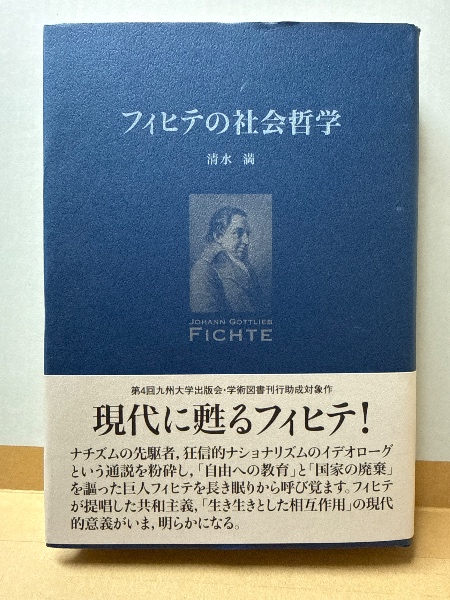 フィヒテの社会哲学
清水 満
JOHANN GOTTLIEB
FICHTE
第4回九州大学出版会・学術図書刊行助成対象作
現代に甦るフィヒテ！
ナチズムの先駆者，狂信的ナショナリズムのイデオローグ
という通説を粉砕し，「自由への教育」と「国家の廃棄」
を謳った巨人フィヒテを長き眠りから呼び覚ます。フィヒテ
が提唱した共和主義，「生き生きとした相互作用」の現代
的意義がいま，明らかになる。